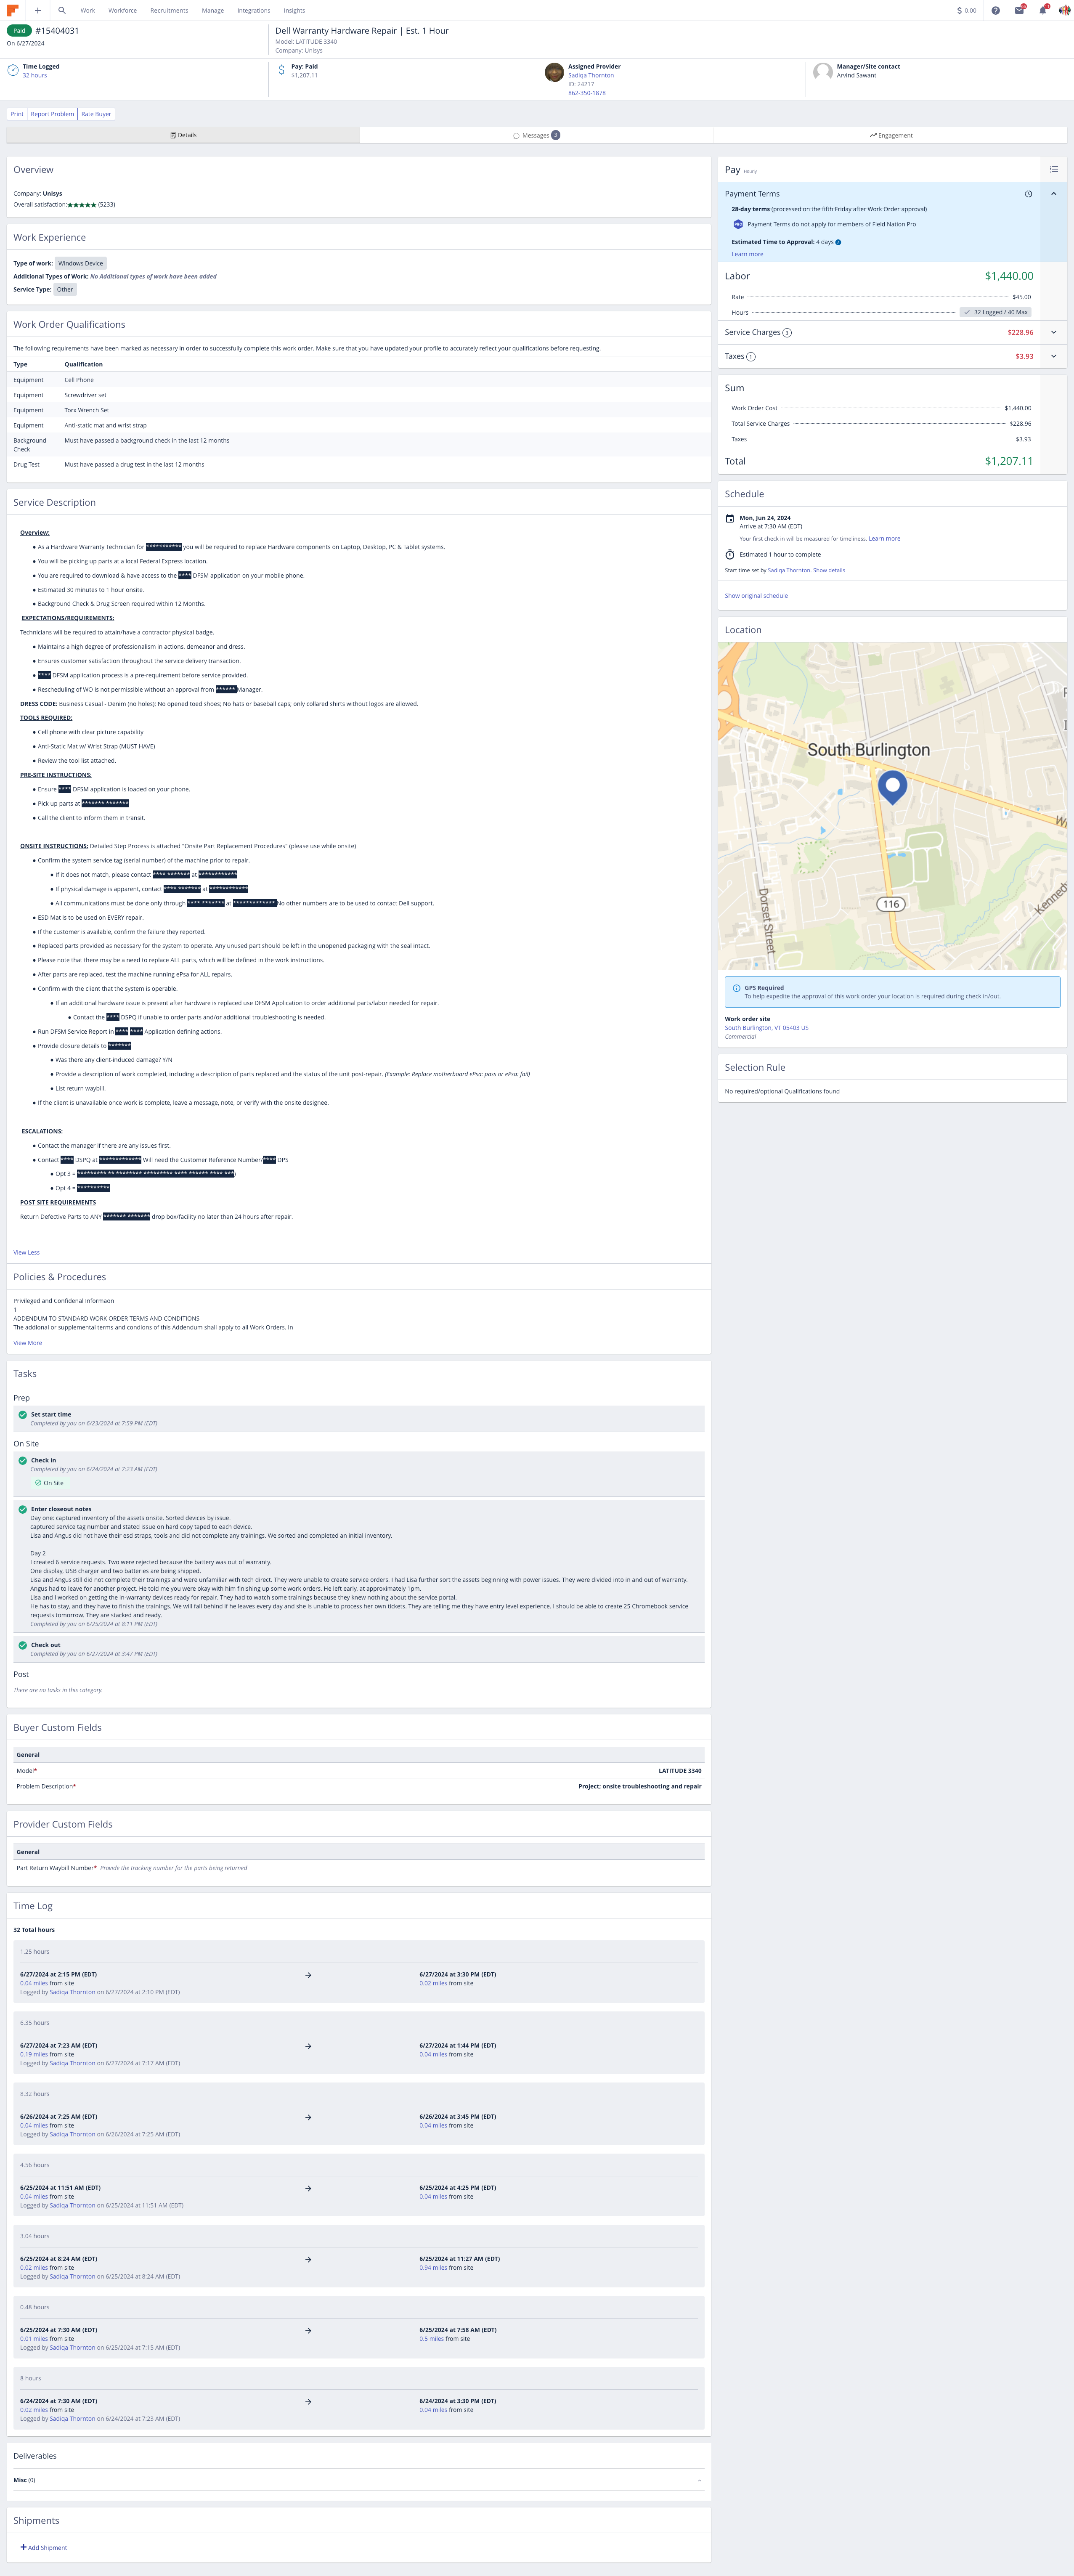 Work Workforce Recruitments Manage Integrations Insights
$ 0.00
Paid #15404031
On 6/27/2024
Dell Warranty Hardware Repair | Est. 1 Hour
Model: LATITUDE 3340
Company: Unisys
Time Logged
32 hours
Pay: Paid
$1,207.11
Assigned Provider
Sadiqa Thornton
ID: 24217
862-350-1878
Manager/Site contact
Arvind Sawant
Print Report Problem Rate Buyer
Details
Messages
Engagement
Overview
Company: Unisys
Overall satisfaction: ★★★★★ (5233)
Work Experience
Type of work: Windows Device
Additional Types of Work: No Additional types of work have been added
Service Type: Other
Work Order Qualifications
The following requirements have been marked as necessary in order to successfully complete this work order. Make sure that you have updated your profile to accurately reflect your qualifications before requesting.
Type Qualification
Equipment Cell Phone
Equipment Screwdriver set
Equipment Torx Wrench Set
Equipment Anti-static mat and wrist strap
Background Check Must have passed a background check in the last 12 months
Drug Test Must have passed a drug test in the last 12 months
Service Description
Overview:
● As a Hardware Warranty Technician for *********** you will be required to replace Hardware components on Laptop, Desktop, PC & Tablet systems.
● You will be picking up parts at a local Federal Express location.
● You are required to download & have access to the **** DFSM application on your mobile phone.
● Estimated 30 minutes to 1 hour onsite.
● Background Check & Drug Screen required within 12 Months.
EXPECTATIONS/REQUIREMENTS:
Technicians will be required to attain/have a contractor physical badge.
● Maintains a high degree of professionalism in actions, demeanor and dress.
● Ensures customer satisfaction throughout the service delivery transaction.
● **** DFSM application process is a pre-requirement before service provided.
● Rescheduling of WO is not permissible without an approval from ****** Manager.
DRESS CODE: Business Casual - Denim (no holes); No opened toed shoes; No hats or baseball caps; only collared shirts without logos are allowed.
TOOLS REQUIRED:
● Cell phone with clear picture capability
● Anti-Static Mat w/ Wrist Strap (MUST HAVE)
● Review the tool list attached.
PRE-SITE INSTRUCTIONS:
● Ensure **** DFSM application is loaded on your phone.
● Pick up parts at ******* *******
● Call the client to inform them in transit.
ONSITE INSTRUCTIONS: Detailed Step Process is attached "Onsite Part Replacement Procedures" (please use while onsite)
● Confirm the system service tag (serial number) of the machine prior to repair.
● If it does not match, please contact **** ******* at ************
● If physical damage is apparent, contact **** ******* at ************
● All communications must be done only through **** ******* at ************* No other numbers are to be used to contact Dell support.
● ESD Mat is to be used on EVERY repair.
● If the customer is available, confirm the failure they reported.
● Replaced parts provided as necessary for the system to operate. Any unused part should be left in the unopened packaging with the seal intact.
● Please note that there may be a need to replace ALL parts, which will be defined in the work instructions.
● After parts are replaced, test the machine running ePsa for ALL repairs.
● Confirm with the client that the system is operable.
● If an additional hardware issue is present after hardware is replaced use DFSM Application to order additional parts/labor needed for repair.
● Contact the **** DSPQ if unable to order parts and/or additional troubleshooting is needed.
● Run DFSM Service Report in **** **** Application defining actions.
● Provide closure details to *******
● Was there any client-induced damage? Y/N
● Provide a description of work completed, including a description of parts replaced and the status of the unit post-repair. (Example: Replace motherboard ePsa: pass or ePsa: fail)
● List return waybill.
● If the client is unavailable once work is complete, leave a message, note, or verify with the onsite designee.
ESCALATIONS:
● Contact the manager if there are any issues first.
● Contact **** DSPQ at ************* Will need the Customer Reference Number/**** DPS
● Opt 3 = ********* ** ******** ********* **** ****** **** ***)
● Opt 4 = **********
POST SITE REQUIREMENTS
Return Defective Parts to ANY ******* ******* drop box/facility no later than 24 hours after repair.
View Less
Policies & Procedures
Privileged and Confidenal Informaon
1
ADDENDUM TO STANDARD WORK ORDER TERMS AND CONDITIONS
The addional or supplemental terms and condions of this Addendum shall apply to all Work Orders. In
View More
Tasks
Prep
Set start time
Completed by you on 6/23/2024 at 7:59 PM (EDT)
On Site
Check in
Completed by you on 6/24/2024 at 7:23 AM (EDT)
On Site
Enter closeout notes
Day one: captured inventory of the assets onsite. Sorted devices by issue.
captured service tag number and stated issue on hard copy taped to each device.
Lisa and Angus did not have their esd straps, tools and did not complete any trainings. We sorted and completed an initial inventory.
Day 2
I created 6 service requests. Two were rejected because the battery was out of warranty.
One display, USB charger and two batteries are being shipped.
Lisa and Angus still did not complete their trainings and were unfamiliar with tech direct. They were unable to create service requests. I had Lisa further sort the assets beginning with power issues. They were divided into in and out of warranty.
Angus had to leave for another project. He told me you were okay with him finishing up some work orders. He left early, at approximately 1pm.
Lisa and I worked on getting the in-warranty devices ready for repair. They had to watch some trainings because they knew nothing about the service portal.
He has to stay, and they have to finish the trainings. We will fall behind if he leaves every day and she is unable to process her own tickets. They are telling me they have entry level experience. I should be able to create 25 Chromebook service
requests tomorrow. They are stacked and ready.
Completed by you on 6/25/2024 at 8:11 PM (EDT)
Check out
Completed by you on 6/27/2024 at 3:47 PM (EDT)
Post
There are no tasks in this category.
Buyer Custom Fields
General
Model* LATITUDE 3340
Problem Description* Project; onsite troubleshooting and repair
Provider Custom Fields
General
Part Return Waybill Number* Provide the tracking number for the parts being returned
Time Log
32 Total hours
1.25 hours
6/27/2024 at 2:15 PM (EDT) → 6/27/2024 at 3:30 PM (EDT)
0.04 miles from site 0.02 miles from site
Logged by Sadiqa Thornton on 6/27/2024 at 2:10 PM (EDT)
6.35 hours
6/27/2024 at 7:23 AM (EDT) → 6/27/2024 at 1:44 PM (EDT)
0.19 miles from site 0.04 miles from site
Logged by Sadiqa Thornton on 6/27/2024 at 7:17 AM (EDT)
8.32 hours
6/26/2024 at 7:25 AM (EDT) → 6/26/2024 at 3:45 PM (EDT)
0.04 miles from site 0.04 miles from site
Logged by Sadiqa Thornton on 6/26/2024 at 7:25 AM (EDT)
4.56 hours
6/25/2024 at 11:51 AM (EDT) → 6/25/2024 at 4:25 PM (EDT)
0.04 miles from site 0.04 miles from site
Logged by Sadiqa Thornton on 6/25/2024 at 11:51 AM (EDT)
3.04 hours
6/25/2024 at 8:24 AM (EDT) → 6/25/2024 at 11:27 AM (EDT)
0.02 miles from site 0.94 miles from site
Logged by Sadiqa Thornton on 6/25/2024 at 8:24 AM (EDT)
0.48 hours
6/25/2024 at 7:30 AM (EDT) → 6/25/2024 at 7:58 AM (EDT)
0.01 miles from site 0.5 miles from site
Logged by Sadiqa Thornton on 6/25/2024 at 7:15 AM (EDT)
8 hours
6/24/2024 at 7:30 AM (EDT) → 6/24/2024 at 3:30 PM (EDT)
0.02 miles from site 0.04 miles from site
Logged by Sadiqa Thornton on 6/24/2024 at 7:23 AM (EDT)
Deliverables
Misc (0)
Shipments
+ Add Shipment
Pay Hourly
Payment Terms
28-day terms (processed on the fifth Friday after Work Order approval)
PRO Payment Terms do not apply for members of Field Nation Pro
Estimated Time to Approval: 4 days
Learn more
Labor $1,440.00
Rate $45.00
Hours 32 Logged / 40 Max
Service Charges 3 $228.96
Taxes 1 $3.93
Sum
Work Order Cost $1,440.00
Total Service Charges $228.96
Taxes $3.93
Total $1,207.11
Schedule
Mon, Jun 24, 2024
Arrive at 7:30 AM (EDT)
Your first check in will be measured for timeliness. Learn more
Estimated 1 hour to complete
Start time set by Sadiqa Thornton. Show details
Show original schedule
Location
South Burlington
116
Dorset Street
GPS Required
To help expedite the approval of this work order your location is required during check in/out.
Work order site
South Burlington, VT 05403 US
Commercial
Selection Rule
No required/optional Qualifications found